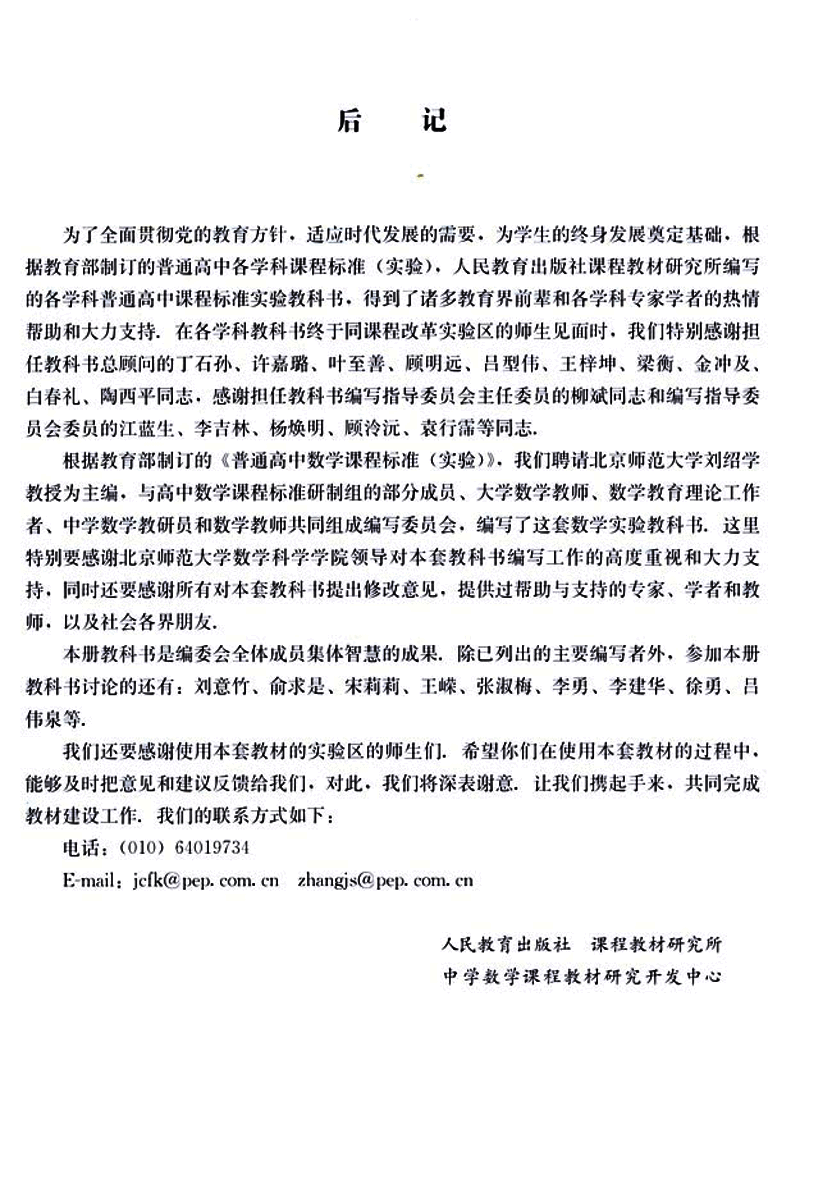 后 记
为了全面贯彻党的教育方针，适应时代发展的需要，为学生的终身发展奠定基础，根
据教育部制订的普通高中各学科课程标准（实验），人民教育出版社课程教材研究所编写
的各学科普通高中课程标准实验教科书，得到了诸多教育界前辈和各学科专家学者的热情
帮助和大力支持．在各学科教科书终于同课程改革实验区的师生见面时，我们特别感谢担
任教科书总顾问的丁石孙、许嘉璐、叶至善、顾明远、吕型伟、王梓坤、梁衡、金冲及、
白春礼、陶西平同志，感谢担任教科书编写指导委员会主任委员的柳斌同志和编写指导委
员会委员的江蓝生、李吉林、杨焕明、顾泠沅、袁行霈等同志．
根据教育部制订的《普通高中数学课程标准（实验）》，我们聘请北京师范大学刘绍学
教授为主编，与高中数学课程标准研制组的部分成员、大学数学教师、数学教育理论工作
者、中学数学教研员和数学教师共同组成编写委员会，编写了这套数学实验教科书．这里
特别要感谢北京师范大学数学科学学院领导对本套教科书编写工作的高度重视和大力支
持，同时还要感谢所有对本套教科书提出修改意见，提供过帮助与支持的专家、学者和教
师，以及社会各界朋友．
本册教科书是编委会全体成员集体智慧的成果．除已列出的主要编写者外，参加本册
教科书讨论的还有：刘意竹、俞求是、宋莉莉、王嵘、张淑梅、李勇、李建华、徐勇、吕
伟泉等．
我们还要感谢使用本套教材的实验区的师生们．希望你们在使用本套教材的过程中，
能够及时把意见和建议反馈给我们，对此，我们将深表谢意．让我们携起手来，共同完成
教材建设工作．我们的联系方式如下：
电话：（010）64019734
E-mail：jcfk@pep.com.cn zhangjs@pep.com.cn
人民教育出版社 课程教材研究所
中学数学课程教材研究开发中心